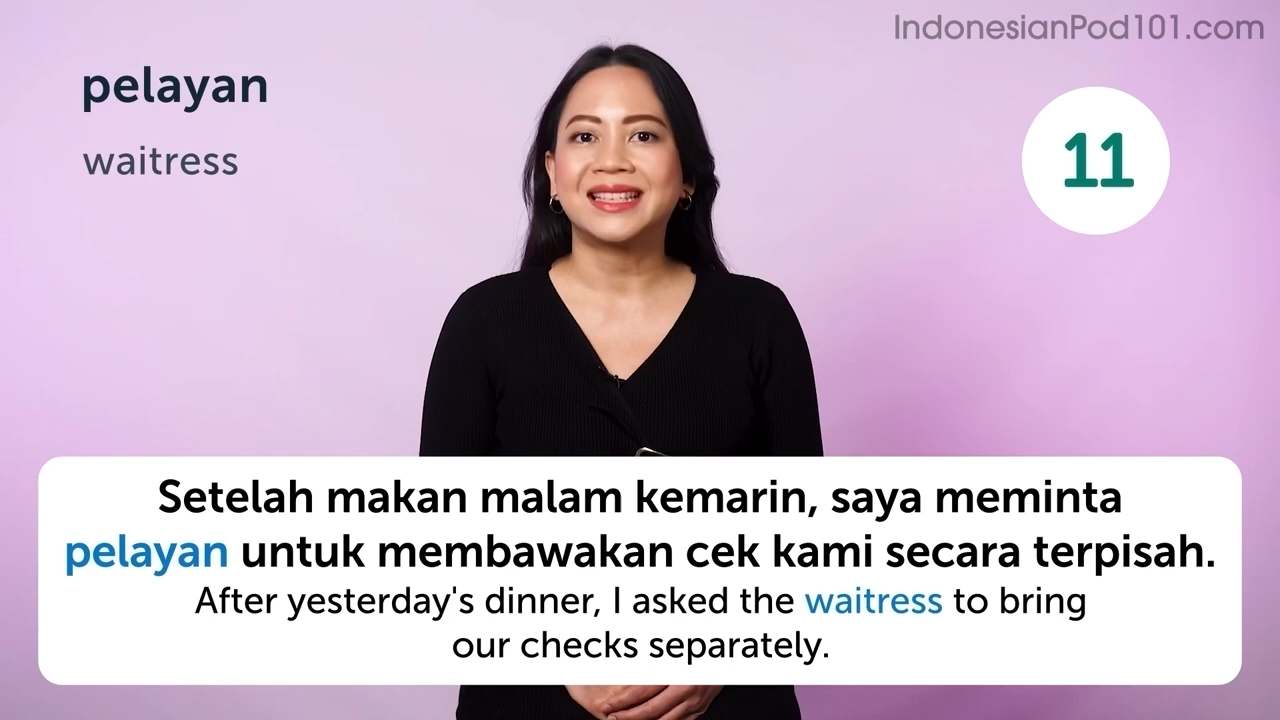 IndonesianPod101.com
pelayan
waitress
11
Setelah makan malam kemarin, saya meminta
pelayan untuk membawakan cek kami secara terpisah.
After yesterday's dinner, I asked the waitress to bring
our checks separately.